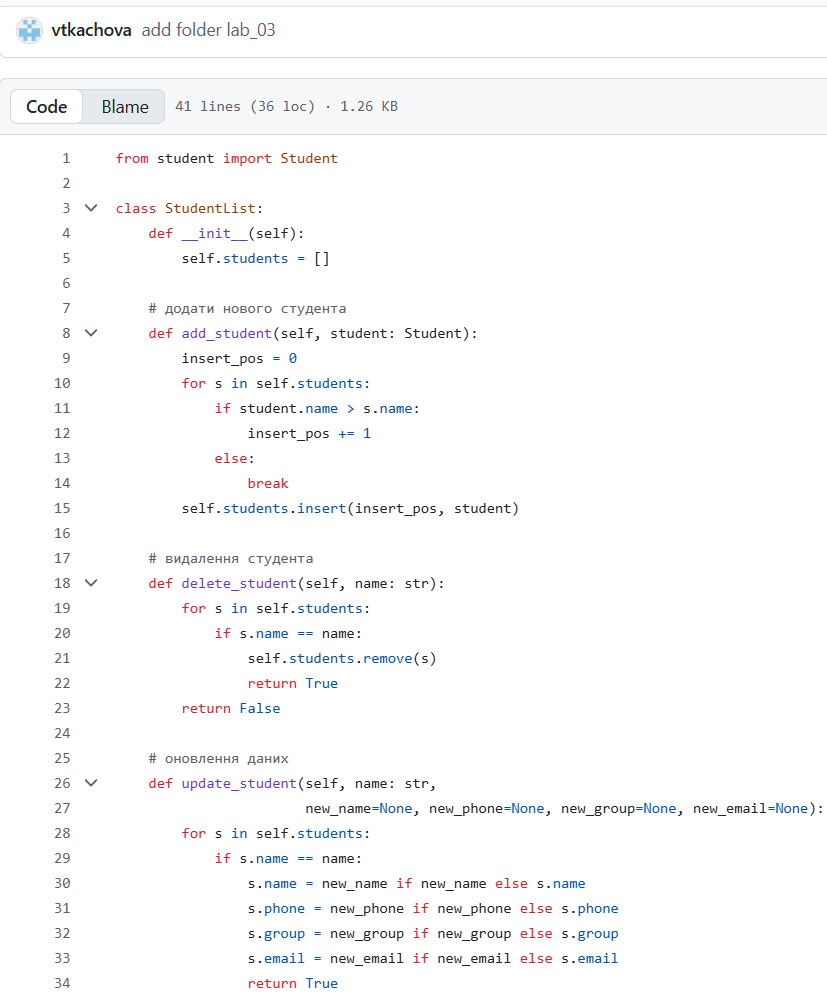 vtkachova add folder lab_03
Code Blame 41 lines (36 loc) · 1.26 KB
1 from student import Student
2
3 class StudentList:
4 def __init__(self):
5 self.students = []
6
7 # додати нового студента
8 def add_student(self, student: Student):
9 insert_pos = 0
10 for s in self.students:
11 if student.name > s.name:
12 insert_pos += 1
13 else:
14 break
15 self.students.insert(insert_pos, student)
16
17 # видалення студента
18 def delete_student(self, name: str):
19 for s in self.students:
20 if s.name == name:
21 self.students.remove(s)
22 return True
23 return False
24
25 # оновлення даних
26 def update_student(self, name: str,
27 new_name=None, new_phone=None, new_group=None, new_email=None):
28 for s in self.students:
29 if s.name == name:
30 s.name = new_name if new_name else s.name
31 s.phone = new_phone if new_phone else s.phone
32 s.group = new_group if new_group else s.group
33 s.email = new_email if new_email else s.email
34 return True